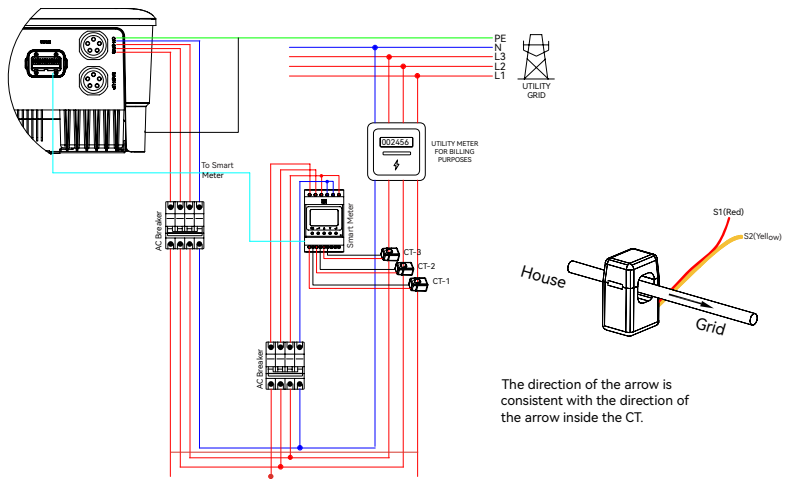 PE
N
L3
L2
L1
UTILITY
GRID
002456
UTILITY METER
FOR BILLING
PURPOSES
To Smart
Meter
AC Breaker
Smart Meter
CT-3
CT-2
CT-1
AC Breaker
S1(Red)
S2(Yellow)
House
Grid
The direction of the arrow is
consistent with the direction of
the arrow inside the CT.